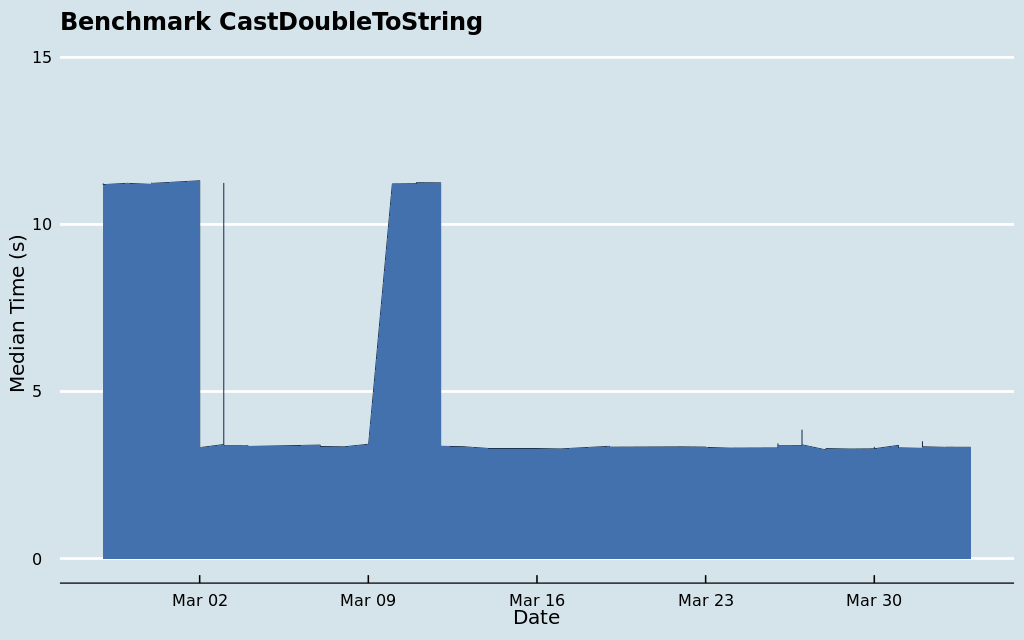 Benchmark CastDoubleToString
15
10
5
0
Median Time (s)
Mar 02
Mar 09
Mar 16
Mar 23
Mar 30
Date